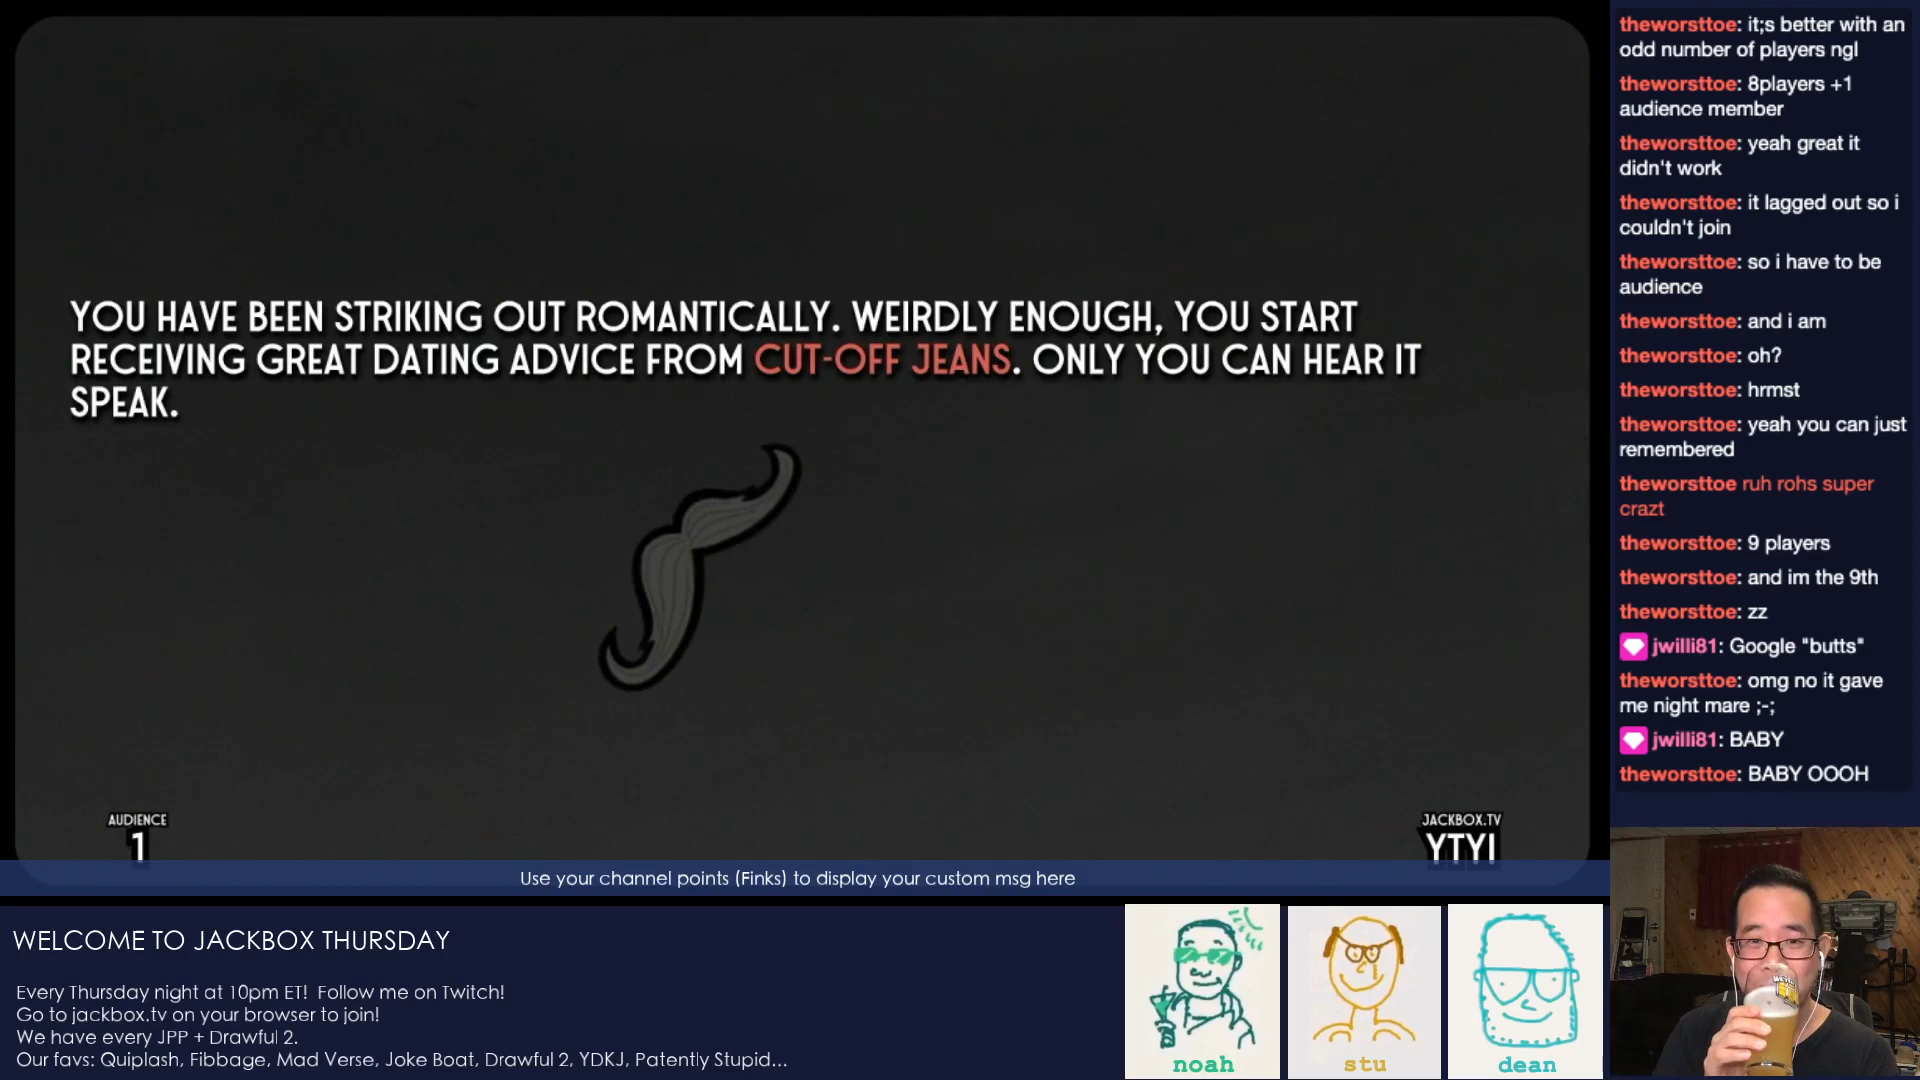 YOU HAVE BEEN STRIKING OUT ROMANTICALLY. WEIRDLY ENOUGH, YOU START
RECEIVING GREAT DATING ADVICE FROM CUT-OFF JEANS. ONLY YOU CAN HEAR IT
SPEAK.
AUDIENCE
1
JACKBOX.TV
YTYI
Use your channel points (Finks) to display your custom msg here
WELCOME TO JACKBOX THURSDAY
Every Thursday night at 10pm ET! Follow me on Twitch!
Go to jackbox.tv on your browser to join!
We have every JPP + Drawful 2.
Our favs: Quiplash, Fibbage, Mad Verse, Joke Boat, Drawful 2, YDKJ, Patently Stupid...
noah
stu
dean
theworsttoe: it;s better with an
odd number of players ngl
theworsttoe: 8players +1
audience member
theworsttoe: yeah great it
didn't work
theworsttoe: it lagged out so i
couldn't join
theworsttoe: so i have to be
audience
theworsttoe: and i am
theworsttoe: oh?
theworsttoe: hrmst
theworsttoe: yeah you can just
remembered
theworsttoe ruh rohs super
crazt
theworsttoe: 9 players
theworsttoe: and im the 9th
theworsttoe: zz
jwilli81: Google "butts"
theworsttoe: omg no it gave
me night mare ;-;
jwilli81: BABY
theworsttoe: BABY OOOH